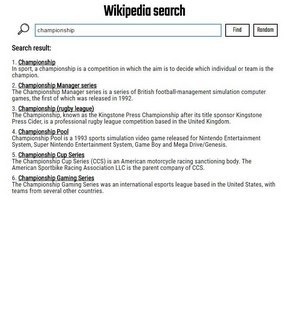 Wikipedia search
championship
Find
Random
Search result:
1. Championship
In sport, a championship is a competition in which the aim is to decide which individual or team is the
champion.
2. Championship Manager series
The Championship Manager series is a series of British football-management simulation computer
games, the first of which was released in 1992.
3. Championship (rugby league)
The Championship, known as the Kingstone Press Championship after its title sponsor Kingstone
Press Cider, is a professional rugby league competition based in the United Kingdom.
4. Championship Pool
Championship Pool is a 1993 sports simulation video game released for Nintendo Entertainment
System, Super Nintendo Entertainment System, Game Boy and Mega Drive/Genesis.
5. Championship Cup Series
The Championship Cup Series (CCS) is an American motorcycle racing sanctioning body. The
American Sportbike Racing Association LLC is the parent company of CCS.
6. Championship Gaming Series
The Championship Gaming Series was an international esports league based in the United States, with
teams from several other countries.